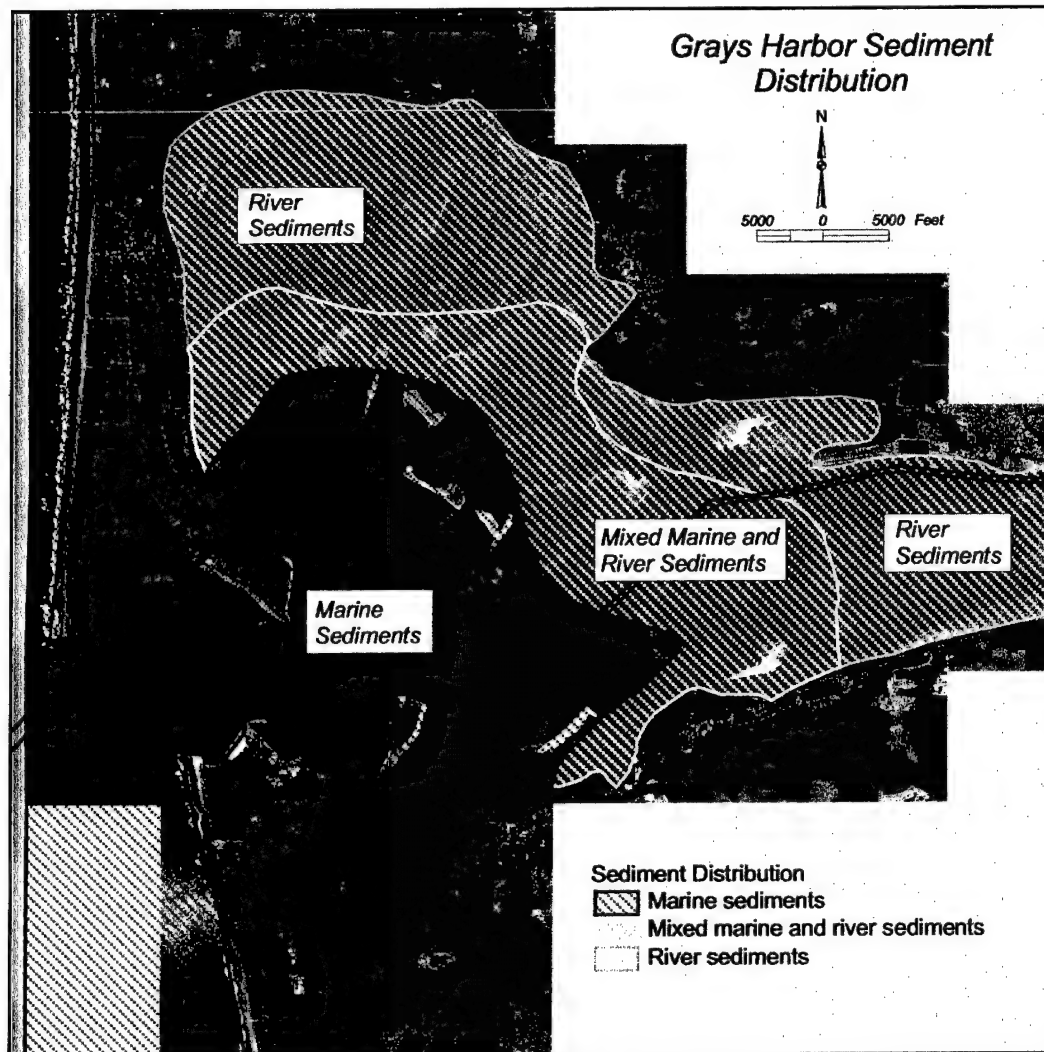 Grays Harbor Sediment
Distribution
N
5000 0 5000 Feet
River
Sediments
Mixed Marine and
River Sediments
River
Sediments
Marine
Sediments
Sediment Distribution
Marine sediments
Mixed marine and river sediments
River sediments